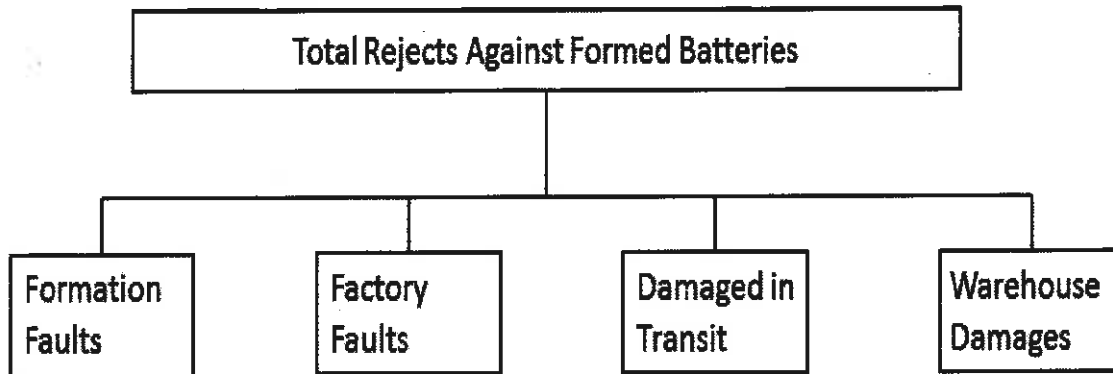 Total Rejects Against Formed Batteries
Formation
Faults
Factory
Faults
Damaged in
Transit
Warehouse
Damages